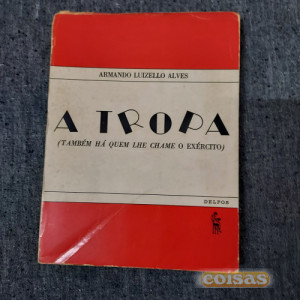 ARMANDO LUIZELLO ALVES
A TROPA
(TAMBÉM HÁ QUEM LHE CHAME O EXÉRCITO)
DELFOS
coisas